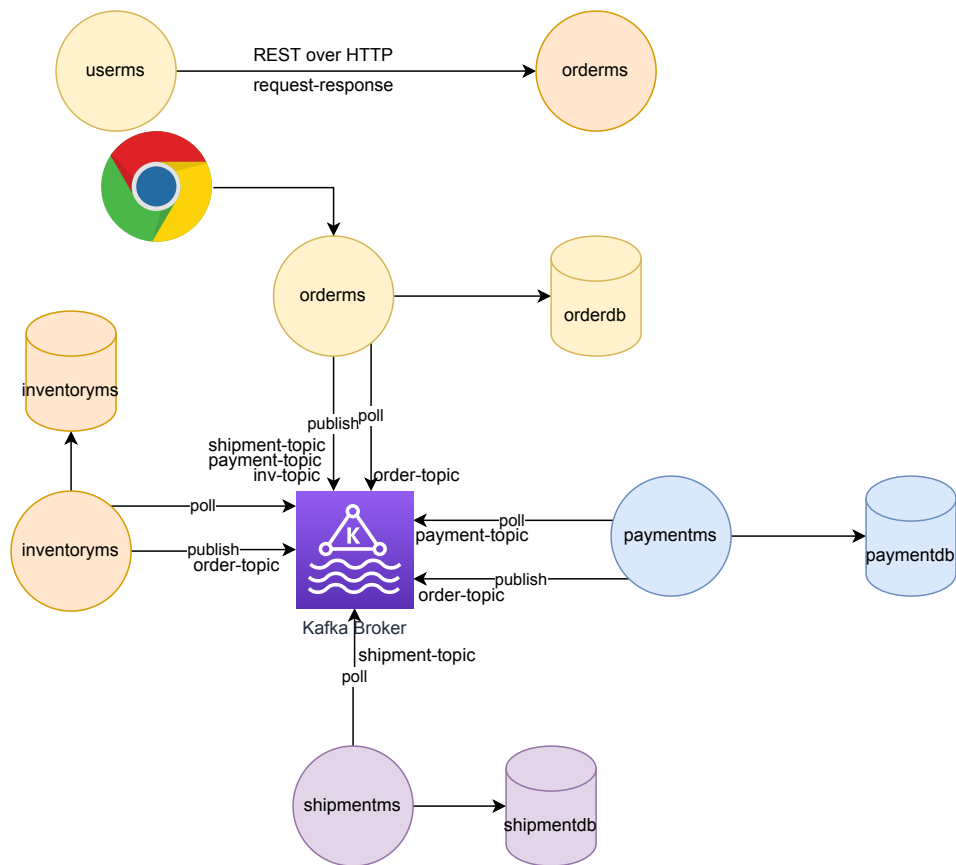 userms
REST over HTTP
request-response
orderms
orderms
orderdb
inventoryms
publish
poll
shipment-topic
payment-topic
inv-topic
order-topic
inventoryms
poll
publish
order-topic
K
Kafka Broker
poll
payment-topic
publish
order-topic
paymentms
paymentdb
shipment-topic
poll
shipmentms
shipmentdb